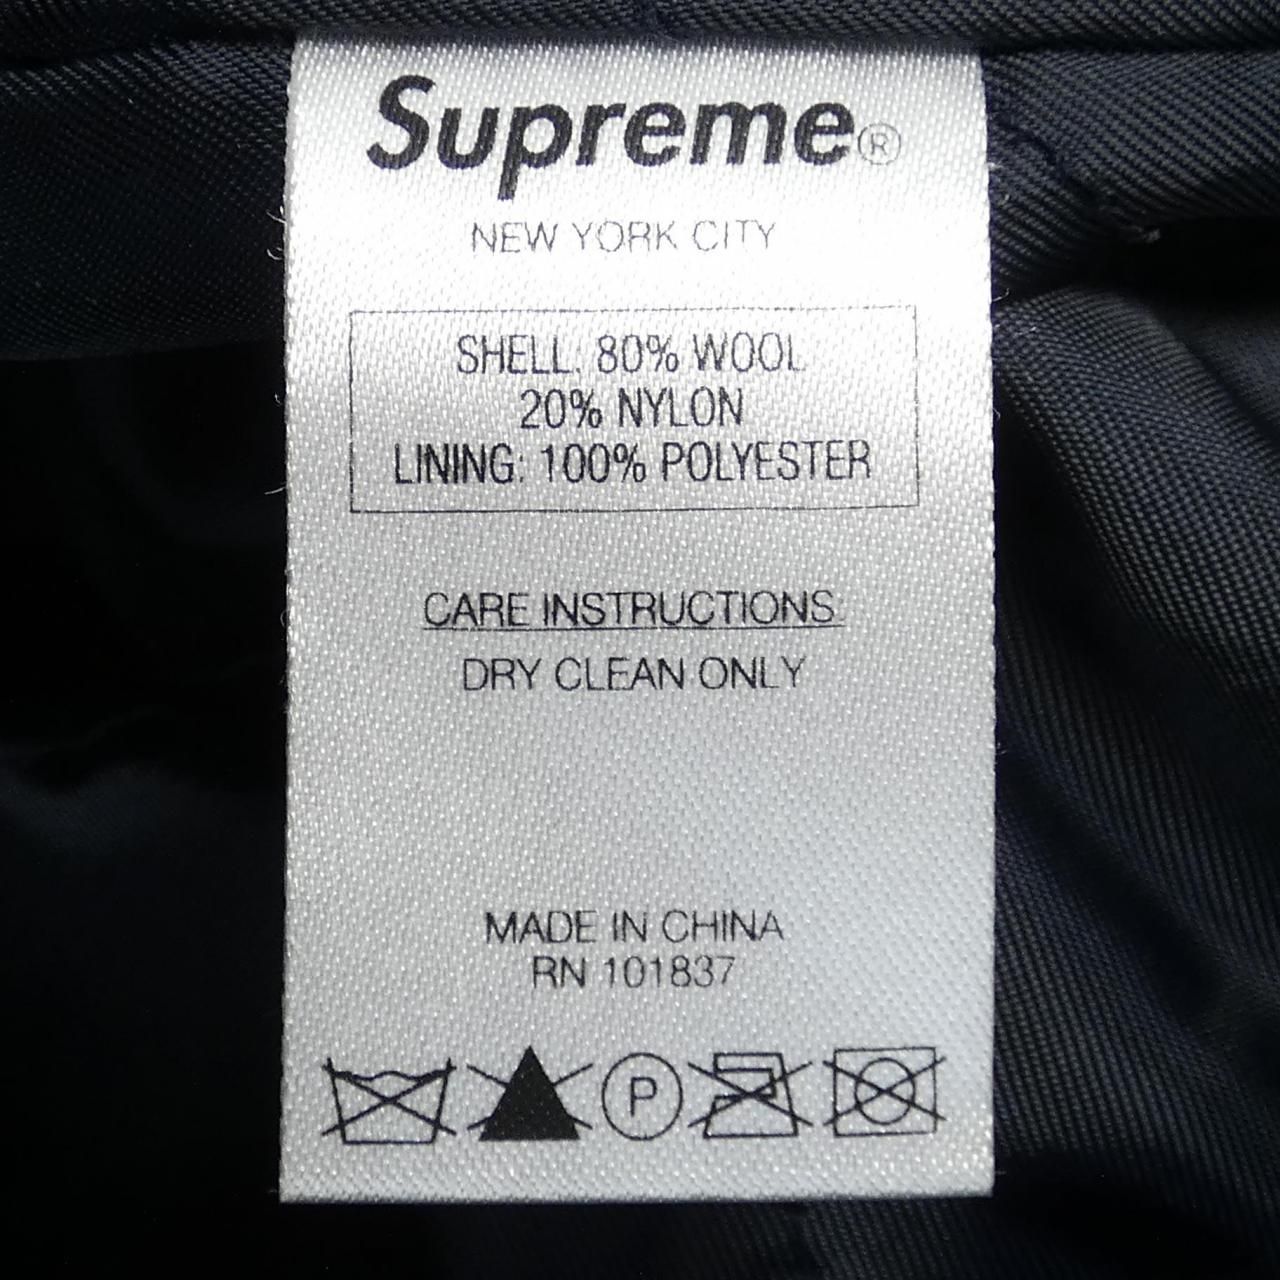 Supreme®
NEW YORK CITY
SHELL: 80% WOOL
20% NYLON
LINING: 100% POLYESTER
CARE INSTRUCTIONS:
DRY CLEAN ONLY
MADE IN CHINA
RN 101837
P